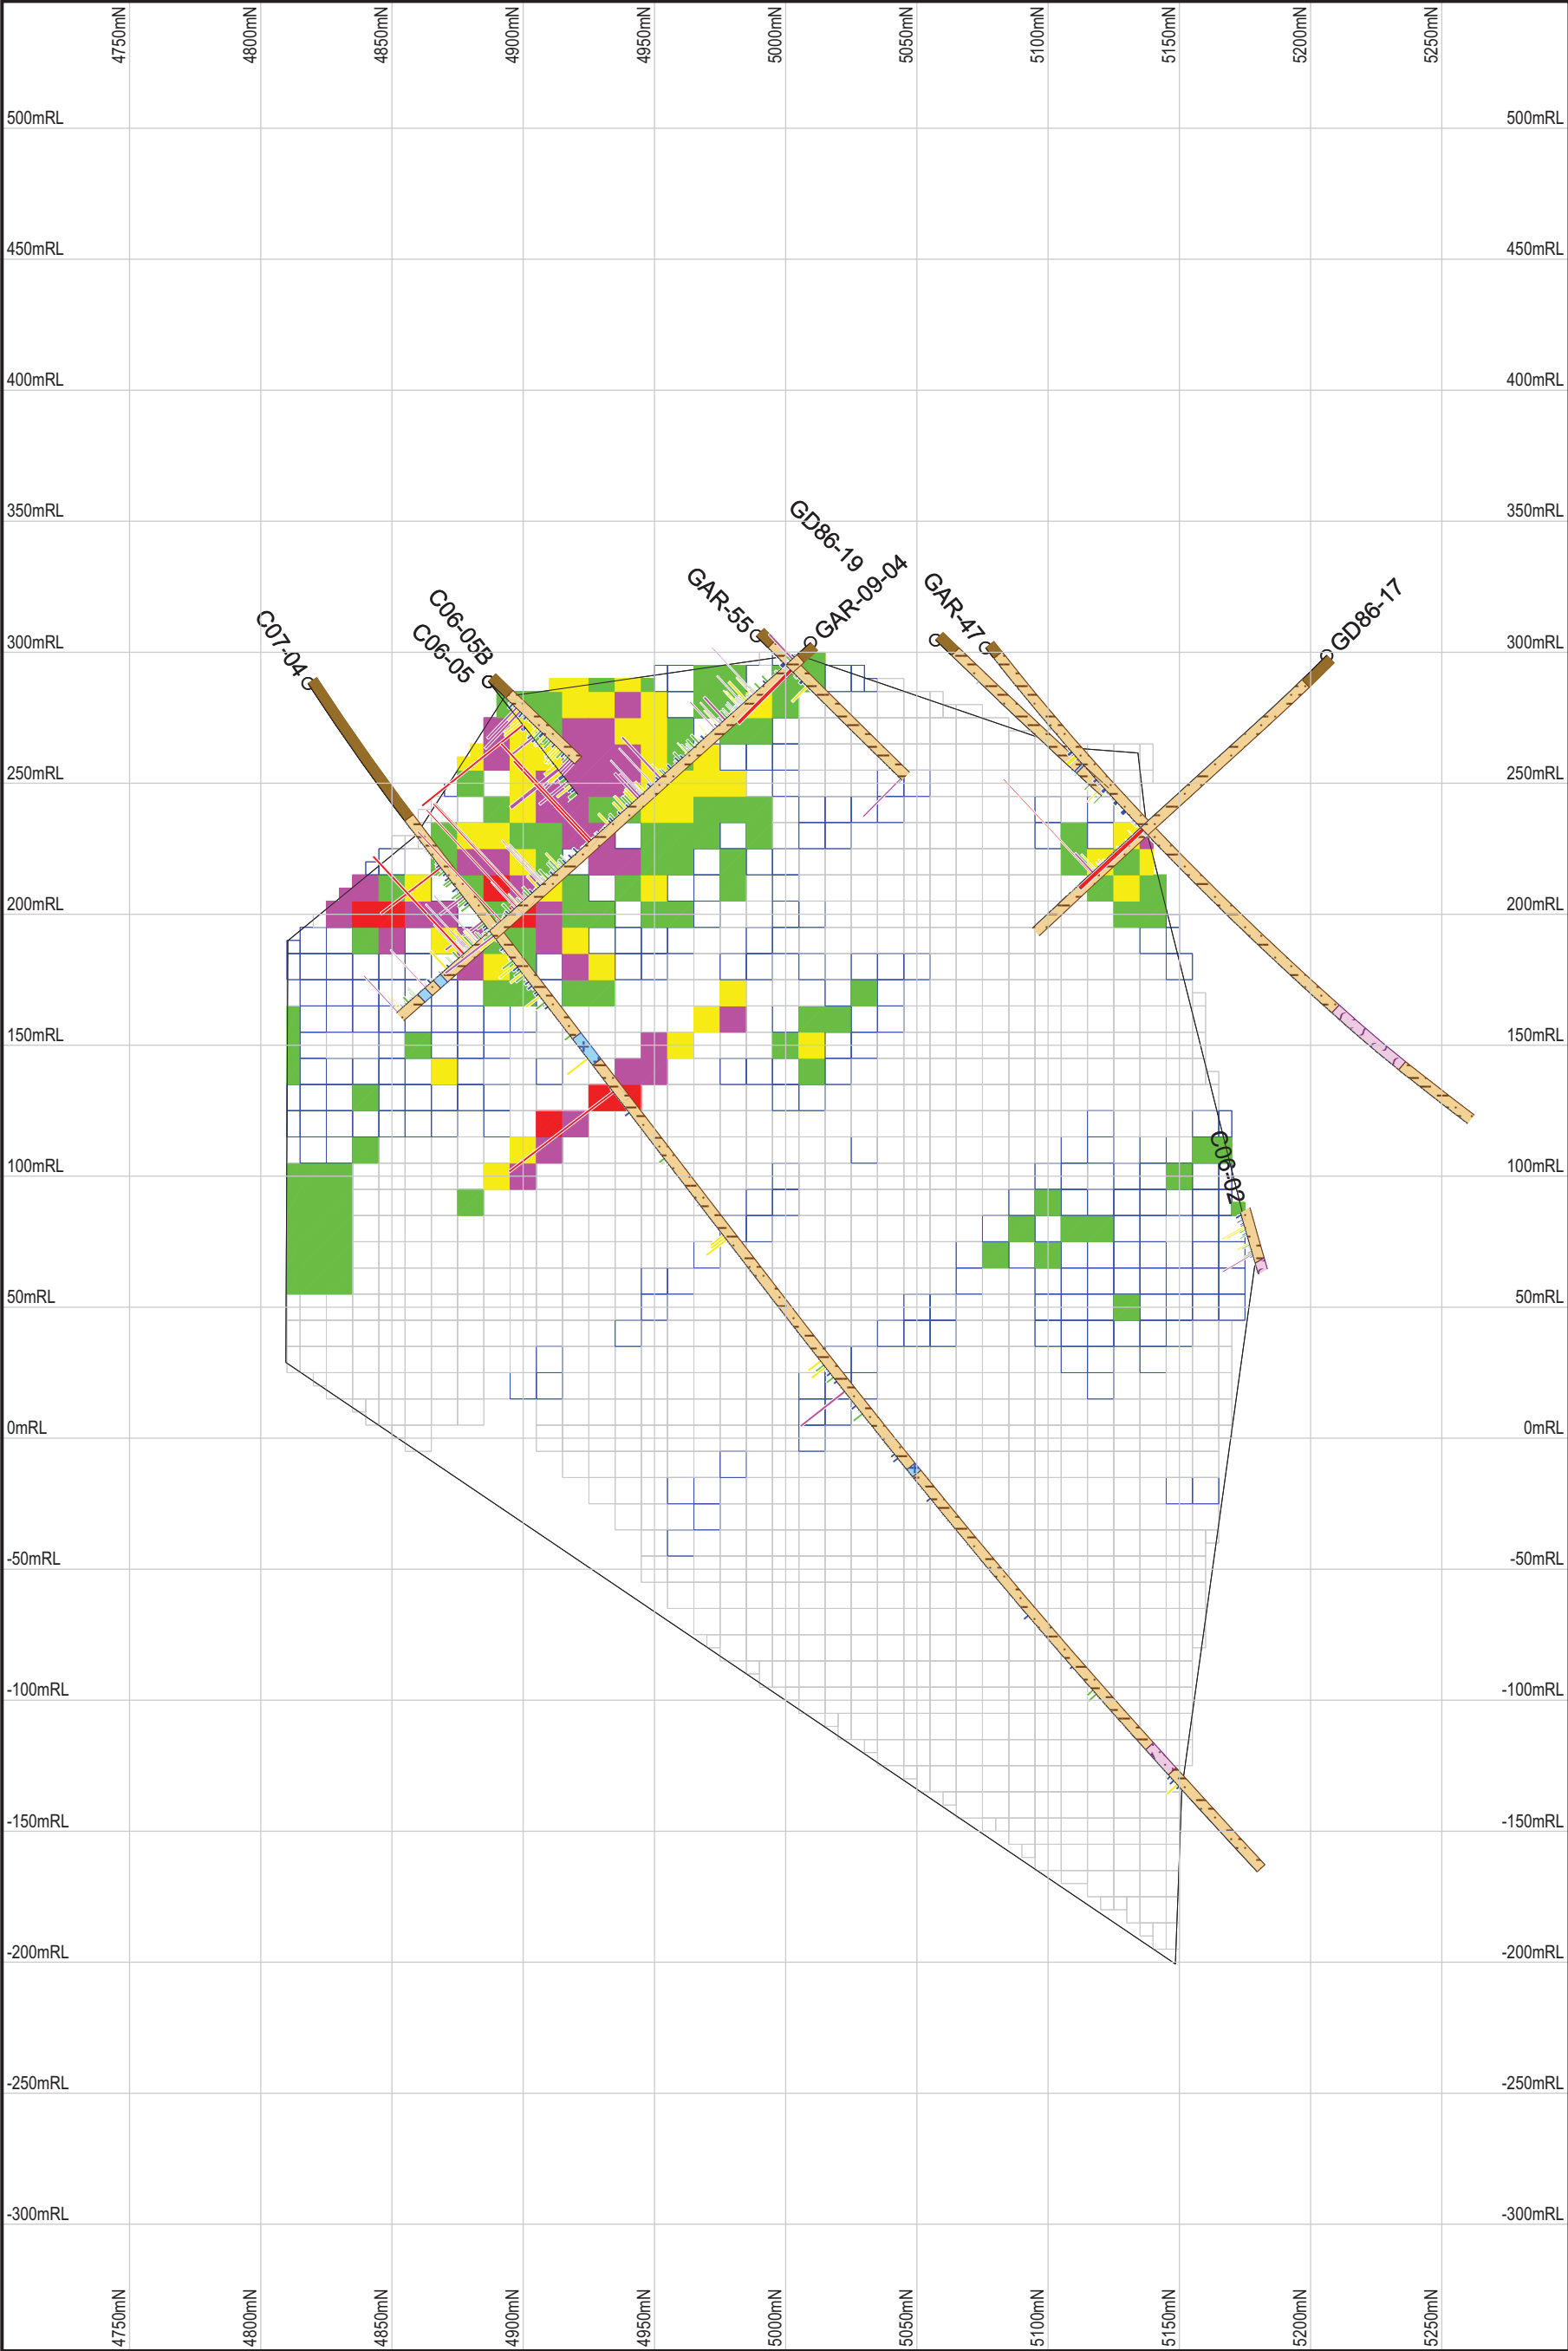 4750mN 4800mN 4850mN 4900mN 4950mN 5000mN 5050mN 5100mN 5150mN 5200mN 5250mN
500mRL 500mRL
450mRL 450mRL
400mRL 400mRL
350mRL 350mRL
GD86-19
GAR-09-04
GAR-55
GAR-47
GD86-17
C06-05B
C06-05
C07-04
300mRL 300mRL
250mRL 250mRL
200mRL 200mRL
150mRL 150mRL
C06-02
100mRL 100mRL
50mRL 50mRL
0mRL 0mRL
-50mRL -50mRL
-100mRL -100mRL
-150mRL -150mRL
-200mRL -200mRL
-250mRL -250mRL
-300mRL -300mRL
4750mN 4800mN 4850mN 4900mN 4950mN 5000mN 5050mN 5100mN 5150mN 5200mN 5250mN